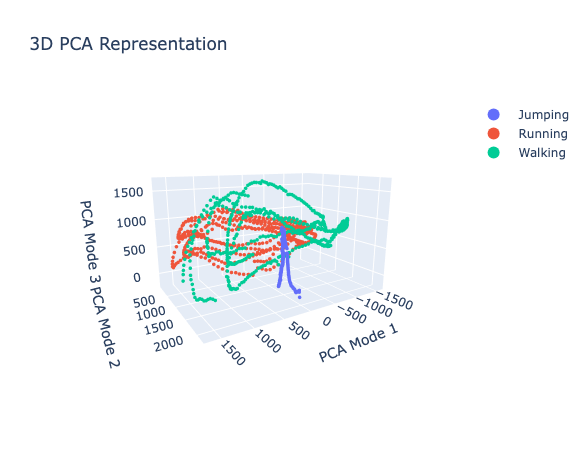 3D PCA Representation
Jumping
Running
Walking
1500
1000
500
0
PCA Mode 3
500
1000
1500
2000
PCA Mode 2
1500
1000
500
0
−500
−1000
−1500
PCA Mode 1